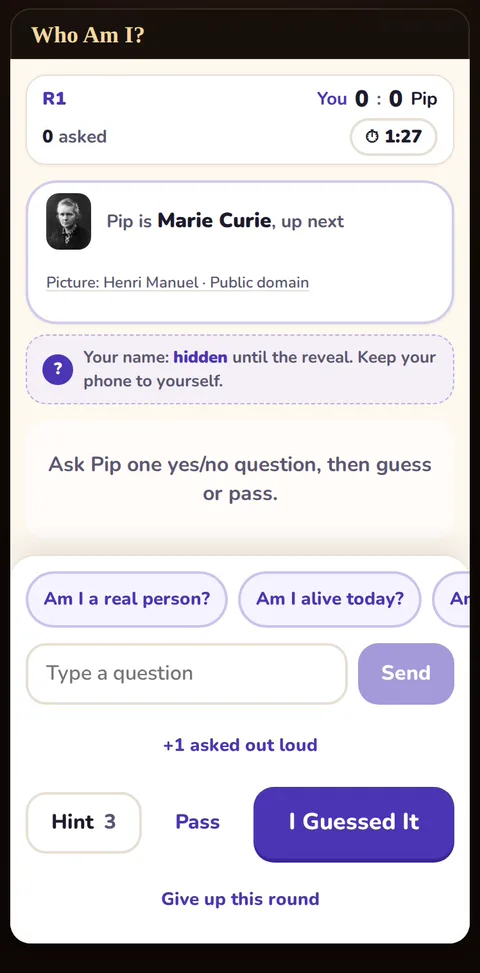 Who Am I?
R1
You 0 : 0 Pip
0 asked
⏱ 1:27
Pip is Marie Curie, up next
Picture: Henri Manuel · Public domain
?
Your name: hidden until the reveal. Keep your
phone to yourself.
Ask Pip one yes/no question, then guess
or pass.
Am I a real person?
Am I alive today?
Type a question
Send
+1 asked out loud
Hint 3
Pass
I Guessed It
Give up this round